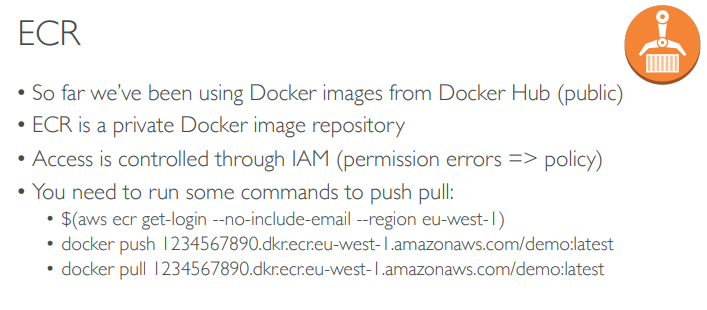 ECR
• So far we've been using Docker images from Docker Hub (public)
• ECR is a private Docker image repository
• Access is controlled through IAM (permission errors => policy)
• You need to run some commands to push pull:
• $(aws ecr get-login --no-include-email --region eu-west-1)
• docker push 1234567890.dkr.ecr.eu-west-1.amazonaws.com/demo:latest
• docker pull 1234567890.dkr.ecr.eu-west-1.amazonaws.com/demo:latest